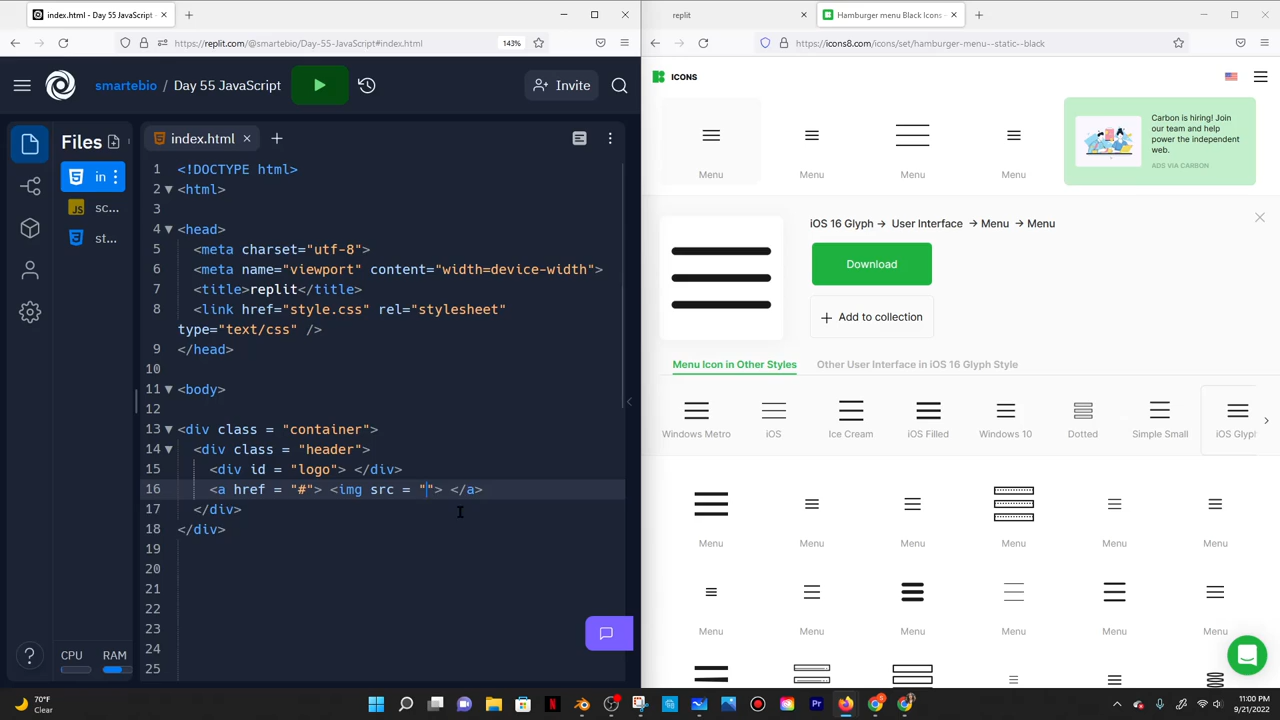 index.html - Day 55 JavaScript -
replit
Hamburger menu Black Icons -
https://replit.com/@smartebio/Day-55-JavaScript#index.html
143%
https://icons8.com/icons/set/hamburger-menu--static--black
smartebio / Day 55 JavaScript
Invite
ICONS
Files
index.html
in
sc...
st...
1 <!DOCTYPE html>
2 <html>
3
4 <head>
5 <meta charset="utf-8">
6 <meta name="viewport" content="width=device-width">
7 <title>replit</title>
8 <link href="style.css" rel="stylesheet"
type="text/css" />
9 </head>
10
11 <body>
12
13 <div class = "container">
14 <div class = "header">
15 <div id = "logo"> </div>
16 <a href = "#"> <img src = ""> </a>
17 </div>
18 </div>
19
20
21
22
23
24
25
CPU RAM
Menu Menu Menu Menu
Carbon is hiring! Join
our team and help
power the independent
web.
ADS VIA CARBON
iOS 16 Glyph → User Interface → Menu → Menu
Download
+ Add to collection
Menu Icon in Other Styles Other User Interface in iOS 16 Glyph Style
Windows Metro iOS Ice Cream iOS Filled Windows 10 Dotted Simple Small iOS Glyp
Menu Menu Menu Menu Menu Menu
Menu Menu Menu Menu Menu Menu
70°F
Clear
11:00 PM
9/21/2022